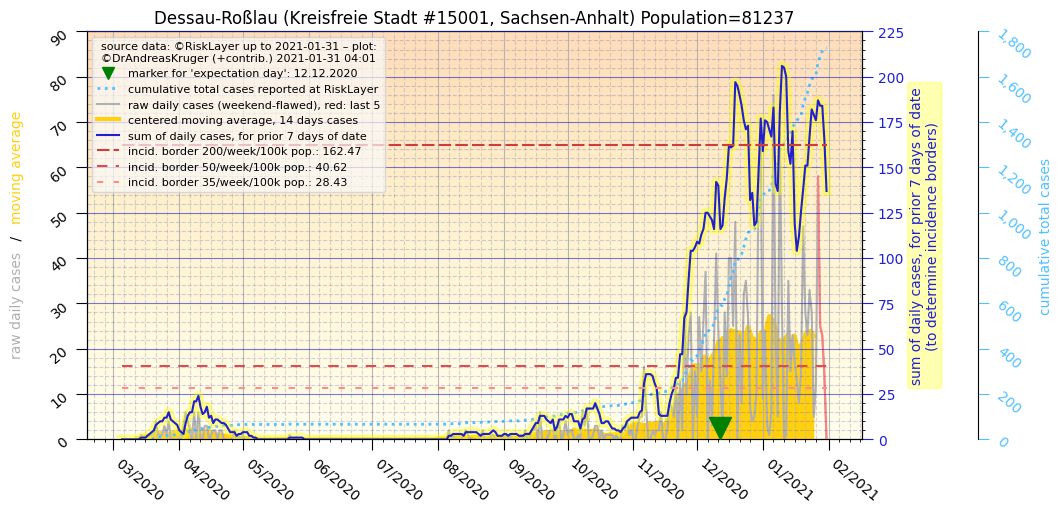 Dessau-Roßlau (Kreisfreie Stadt #15001, Sachsen-Anhalt) Population=81237
source data: ©RiskLayer up to 2021-01-31 – plot:
©DrAndreasKruger (+contrib.) 2021-01-31 04:01
marker for 'expectation day': 12.12.2020
cumulative total cases reported at RiskLayer
raw daily cases (weekend-flawed), red: last 5
centered moving average, 14 days cases
sum of daily cases, for prior 7 days of date
incid. border 200/week/100k pop.: 162.47
incid. border 50/week/100k pop.: 40.62
incid. border 35/week/100k pop.: 28.43
raw daily cases / moving average
90
80
70
60
50
40
30
20
10
0
03/2020
04/2020
05/2020
06/2020
07/2020
08/2020
09/2020
10/2020
11/2020
12/2020
01/2021
02/2021
225
200
175
150
125
100
75
50
25
0
sum of daily cases, for prior 7 days of date
(to determine incidence borders)
1,800
1,600
1,400
1,200
1,000
800
600
400
200
0
cumulative total cases